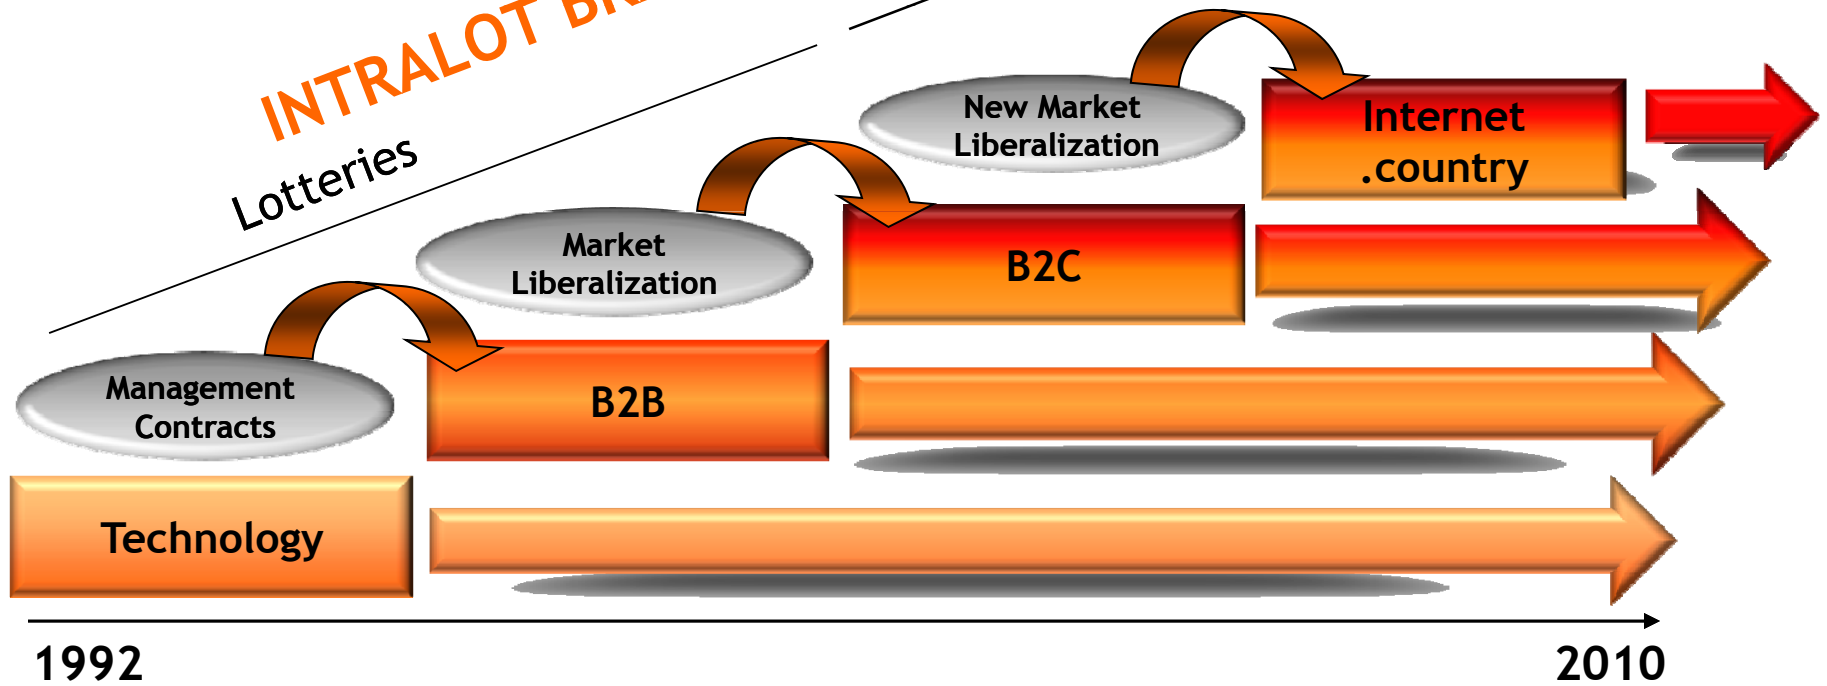 INTRALOT
Lotteries
New Market
Liberalization
Internet
.country
Market
Liberalization
B2C
Management
Contracts
B2B
Technology
1992
2010